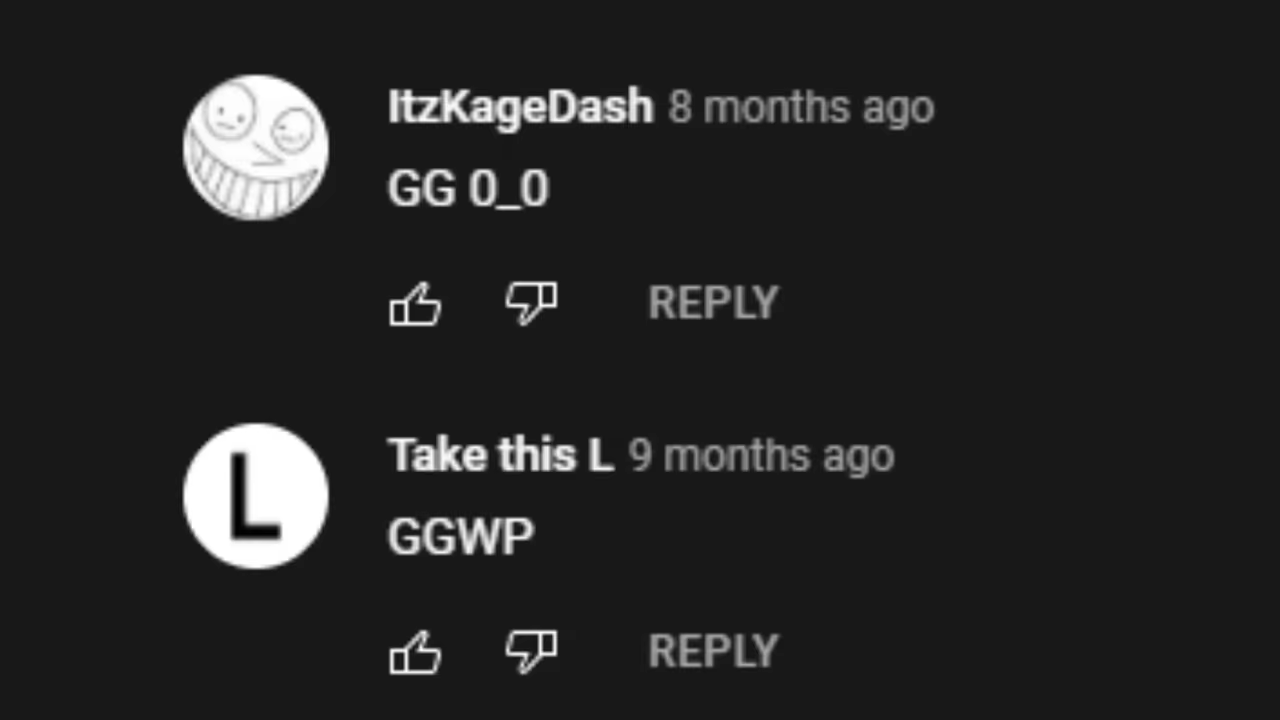 ItzKageDash 8 months ago
GG 0_0
REPLY
L
Take this L 9 months ago
GGWP
REPLY